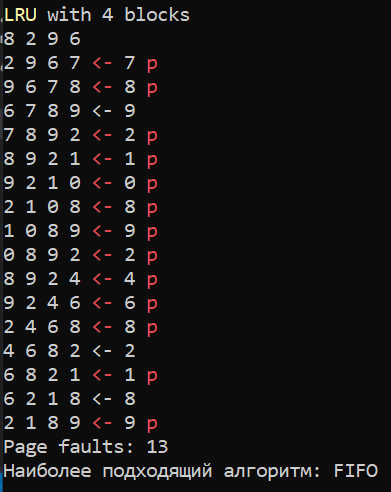 LRU with 4 blocks
8 2 9 6
2 9 6 7 <- 7 p
9 6 7 8 <- 8 p
6 7 8 9 <- 9
7 8 9 2 <- 2 p
8 9 2 1 <- 1 p
9 2 1 0 <- 0 p
2 1 0 8 <- 8 p
1 0 8 9 <- 9 p
0 8 9 2 <- 2 p
8 9 2 4 <- 4 p
9 2 4 6 <- 6 p
2 4 6 8 <- 8 p
4 6 8 2 <- 2
6 8 2 1 <- 1 p
6 2 1 8 <- 8
2 1 8 9 <- 9 p
Page faults: 13
Наиболее подходящий алгоритм: FIFO